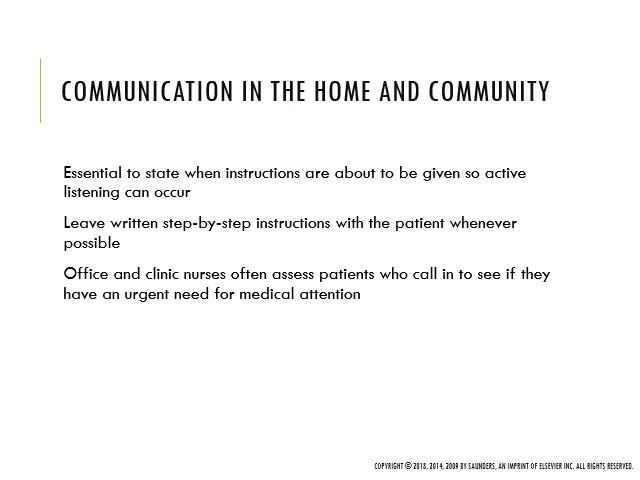 COMMUNICATION IN THE HOME AND COMMUNITY
Essential to state when instructions are about to be given so active
listening can occur
Leave written step-by-step instructions with the patient whenever
possible
Office and clinic nurses often assess patients who call in to see if they
have an urgent need for medical attention
COPYRIGHT © 2018, 2014, 2009 BY SAUNDERS, AN IMPRINT OF ELSEVIER INC. ALL RIGHTS RESERVED.